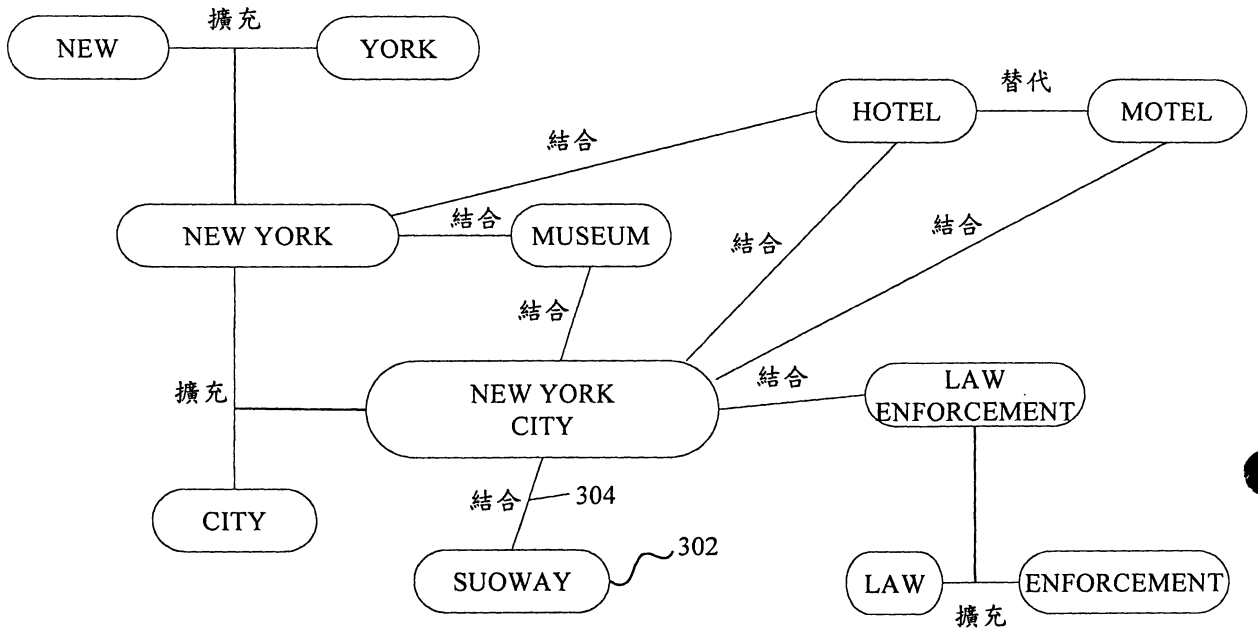 擴充
NEW
YORK
替代
HOTEL
MOTEL
結合
結合
NEW YORK
MUSEUM
結合
結合
結合
擴充
NEW YORK
CITY
結合
LAW
ENFORCEMENT
結合
304
CITY
302
SUOWAY
LAW
ENFORCEMENT
擴充